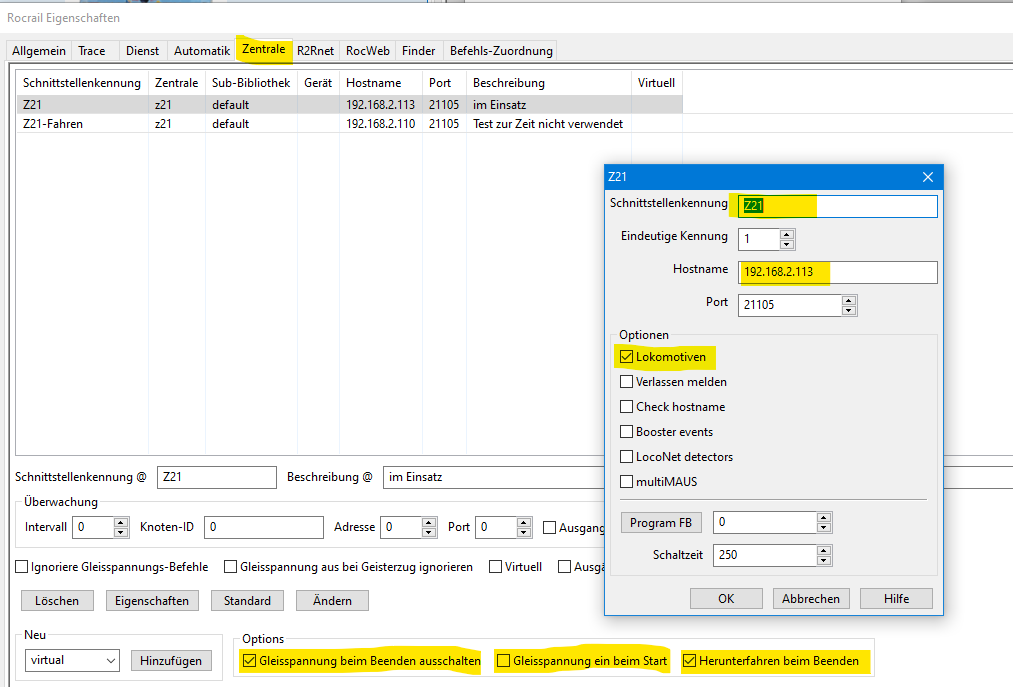 Rocrail Eigenschaften
Allgemein Trace Dienst Automatik Zentrale R2Rnet RocWeb Finder Befehls-Zuordnung
Schnittstellenkennung Zentrale Sub-Bibliothek Gerät Hostname Port Beschreibung Virtuell
Z21 z21 default 192.168.2.113 21105 im Einsatz
Z21-Fahren z21 default 192.168.2.110 21105 Test zur Zeit nicht verwendet
Z21
Schnittstellenkennung Z21
Eindeutige Kennung 1
Hostname 192.168.2.113
Port 21105
Optionen
Lokomotiven
Verlassen melden
Check hostname
Booster events
LocoNet detectors
multiMAUS
Program FB 0
Schaltzeit 250
OK Abbrechen Hilfe
Schnittstellenkennung @ Z21 Beschreibung @ im Einsatz
Überwachung
Intervall 0 Knoten-ID 0 Adresse 0 Port 0 Ausgang
Ignoriere Gleisspannungs-Befehle Gleisspannung aus bei Geisterzug ignorieren Virtuell Ausgä
Löschen Eigenschaften Standard Ändern
Neu
virtual Hinzufügen
Options
Gleisspannung beim Beenden ausschalten Gleisspannung ein beim Start Herunterfahren beim Beenden